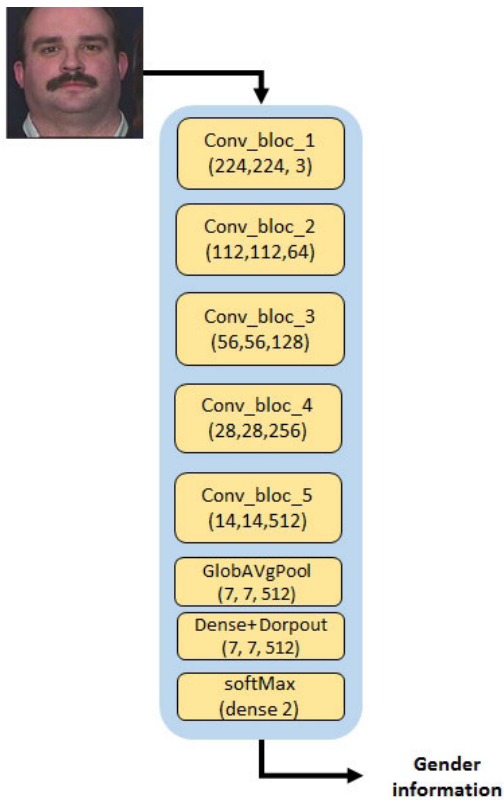 Conv_bloc_1
(224,224, 3)
Conv_bloc_2
(112,112,64)
Conv_bloc_3
(56,56,128)
Conv_bloc_4
(28,28,256)
Conv_bloc_5
(14,14,512)
GlobAVgPool
(7, 7, 512)
Dense+Dorpout
(7, 7, 512)
softMax
(dense 2)
Gender
information